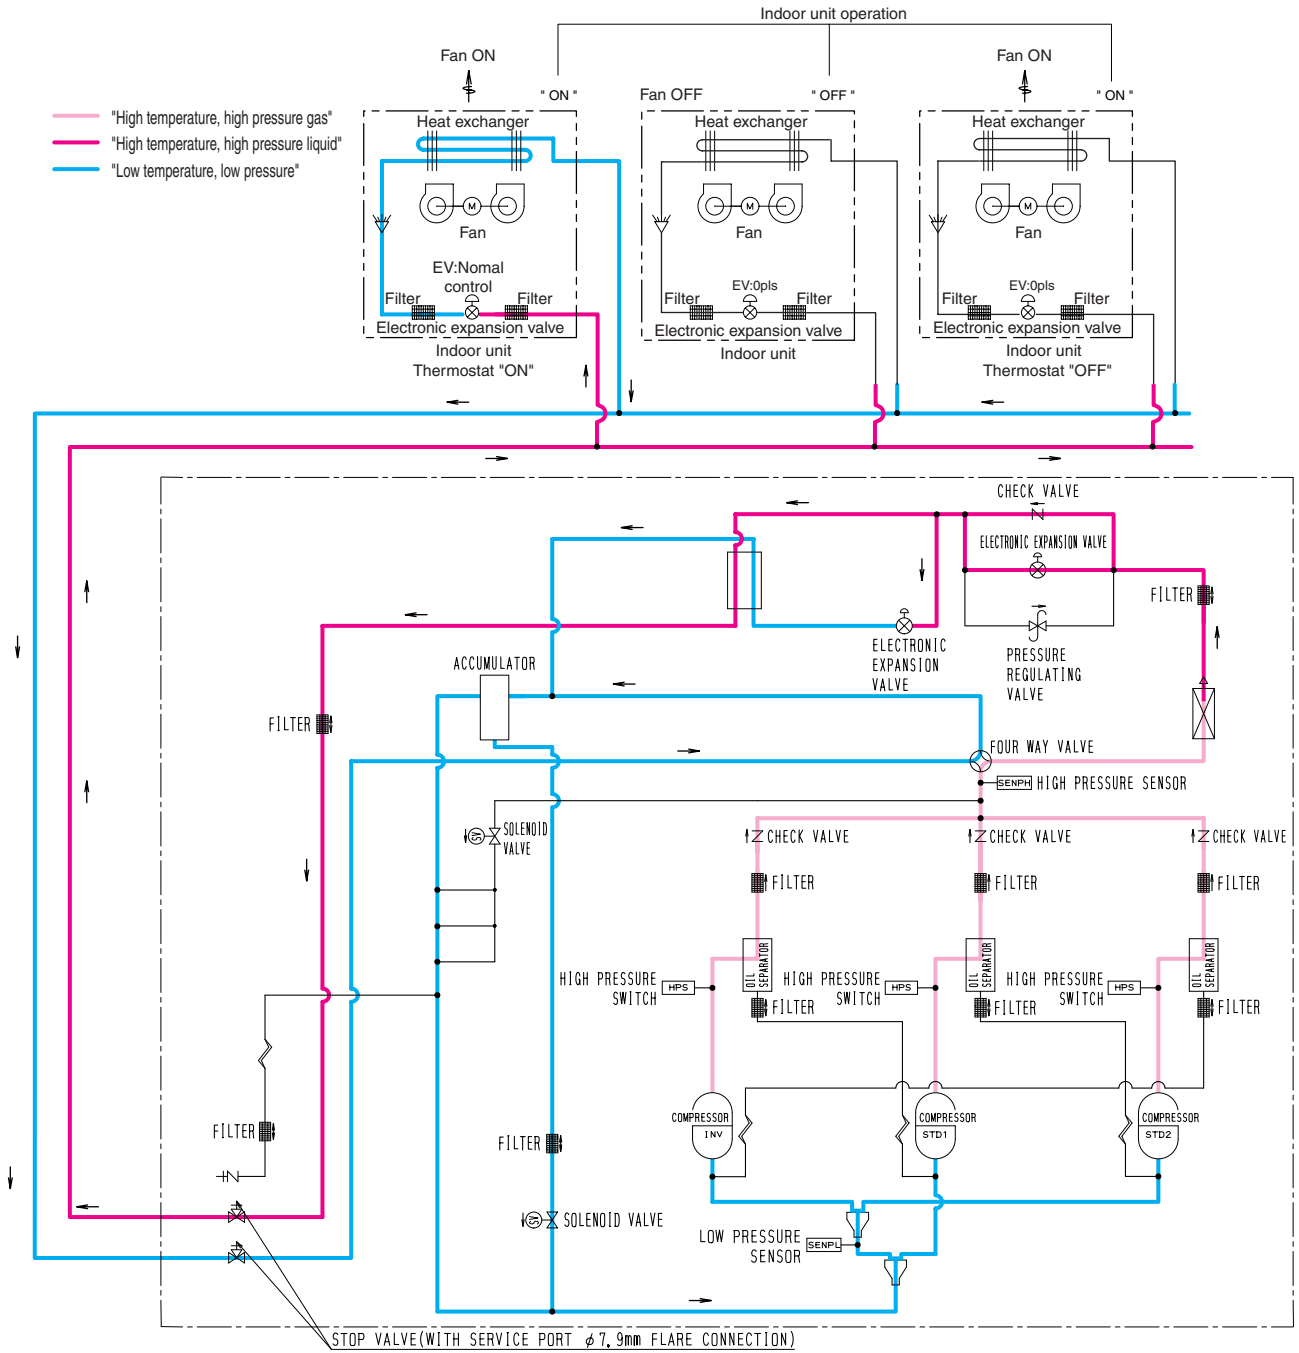 Indoor unit operation
Fan ON
Fan ON
" ON "
Fan OFF
" OFF "
" ON "
"High temperature, high pressure gas"
"High temperature, high pressure liquid"
"Low temperature, low pressure"
Heat exchanger
Heat exchanger
Heat exchanger
M
M
M
Fan
Fan
Fan
EV:Nomal
control
EV:0pls
EV:0pls
Filter
Filter
Filter
Filter
Filter
Filter
Electronic expansion valve
Electronic expansion valve
Electronic expansion valve
Indoor unit
Thermostat "ON"
Indoor unit
Indoor unit
Thermostat "OFF"
CHECK VALVE
ELECTRONIC EXPANSION VALVE
FILTER
ELECTRONIC
EXPANSION
VALVE
PRESSURE
REGULATING
VALVE
ACCUMULATOR
FILTER
FOUR WAY VALVE
SENPH
HIGH PRESSURE SENSOR
SV
SOLENOID
VALVE
CHECK VALVE
CHECK VALVE
CHECK VALVE
FILTER
FILTER
FILTER
OIL
SEPARATOR
OIL
SEPARATOR
OIL
SEPARATOR
HIGH PRESSURE
SWITCH
HPS
HIGH PRESSURE
SWITCH
HPS
HIGH PRESSURE
SWITCH
HPS
FILTER
FILTER
FILTER
COMPRESSOR
INV
COMPRESSOR
STD1
COMPRESSOR
STD2
FILTER
FILTER
SV
SOLENOID VALVE
LOW PRESSURE
SENSOR
SENPL
STOP VALVE(WITH SERVICE PORT φ7.9mm FLARE CONNECTION)